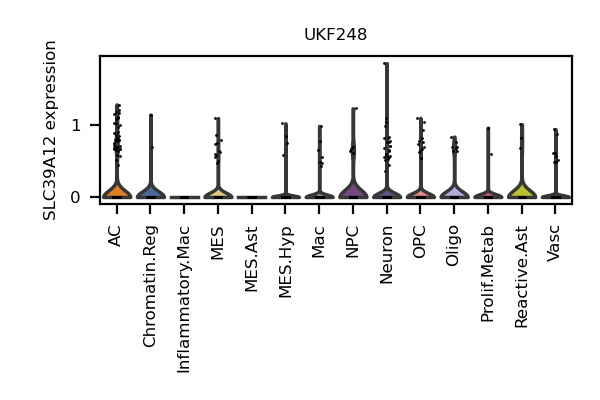 UKF248
SLC39A12 expression
1
0
AC
Chromatin.Reg
Inflammatory.Mac
MES
MES.Ast
MES.Hyp
Mac
NPC
Neuron
OPC
Oligo
Prolif.Metab
Reactive.Ast
Vasc